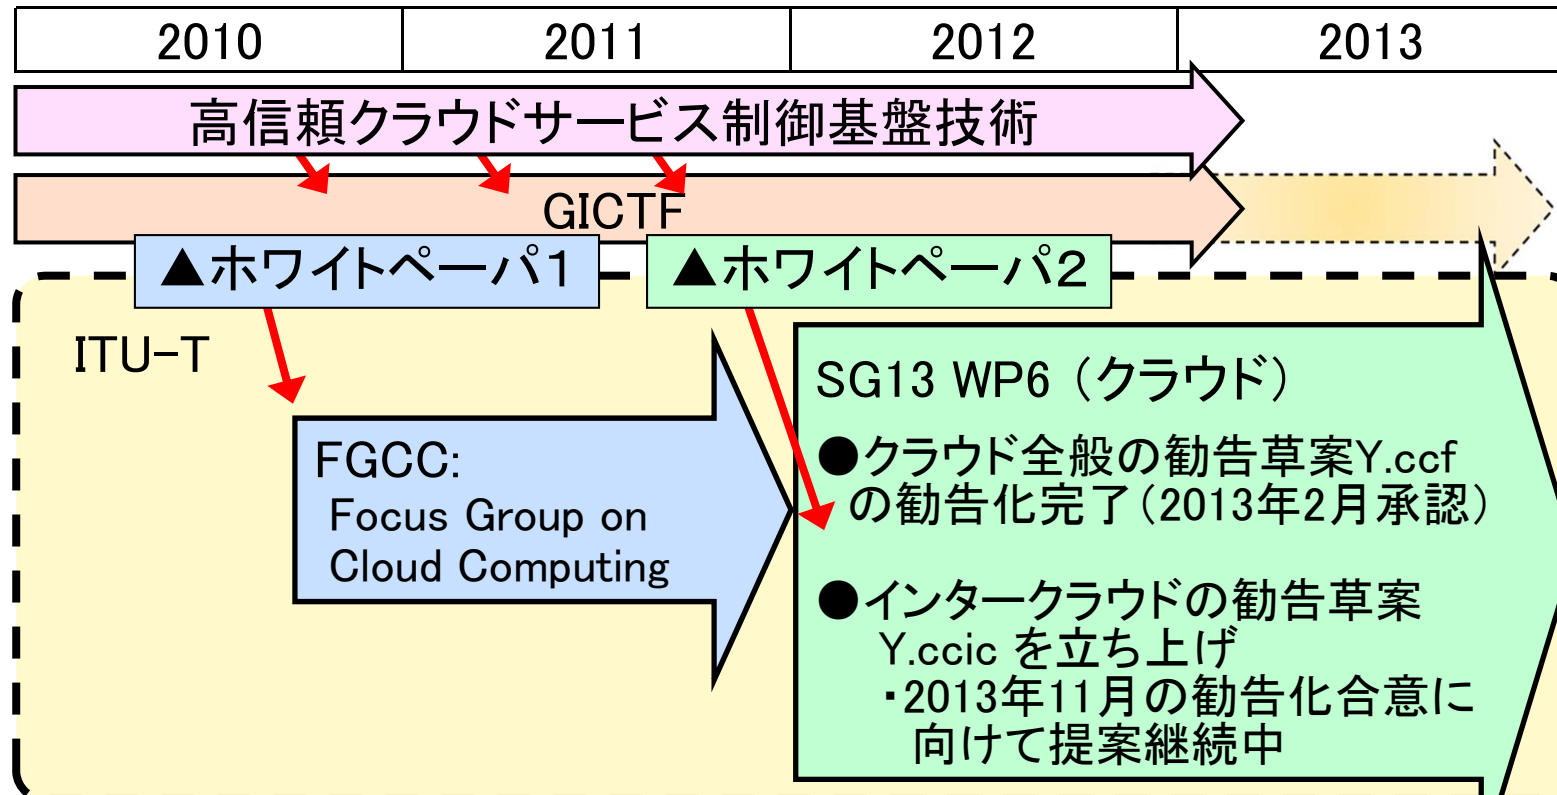 2010 2011 2012 2013
高信頼クラウドサービス制御基盤技術
GICTF
▲ホワイトペーパ1
▲ホワイトペーパ2
ITU-T
FGCC:
Focus Group on
Cloud Computing
SG13 WP6（クラウド）
●クラウド全般の勧告草案Y.ccf
の勧告化完了（2013年2月承認）
●インタークラウドの勧告草案
Y.ccic を立ち上げ
・2013年11月の勧告化合意に
向けて提案継続中